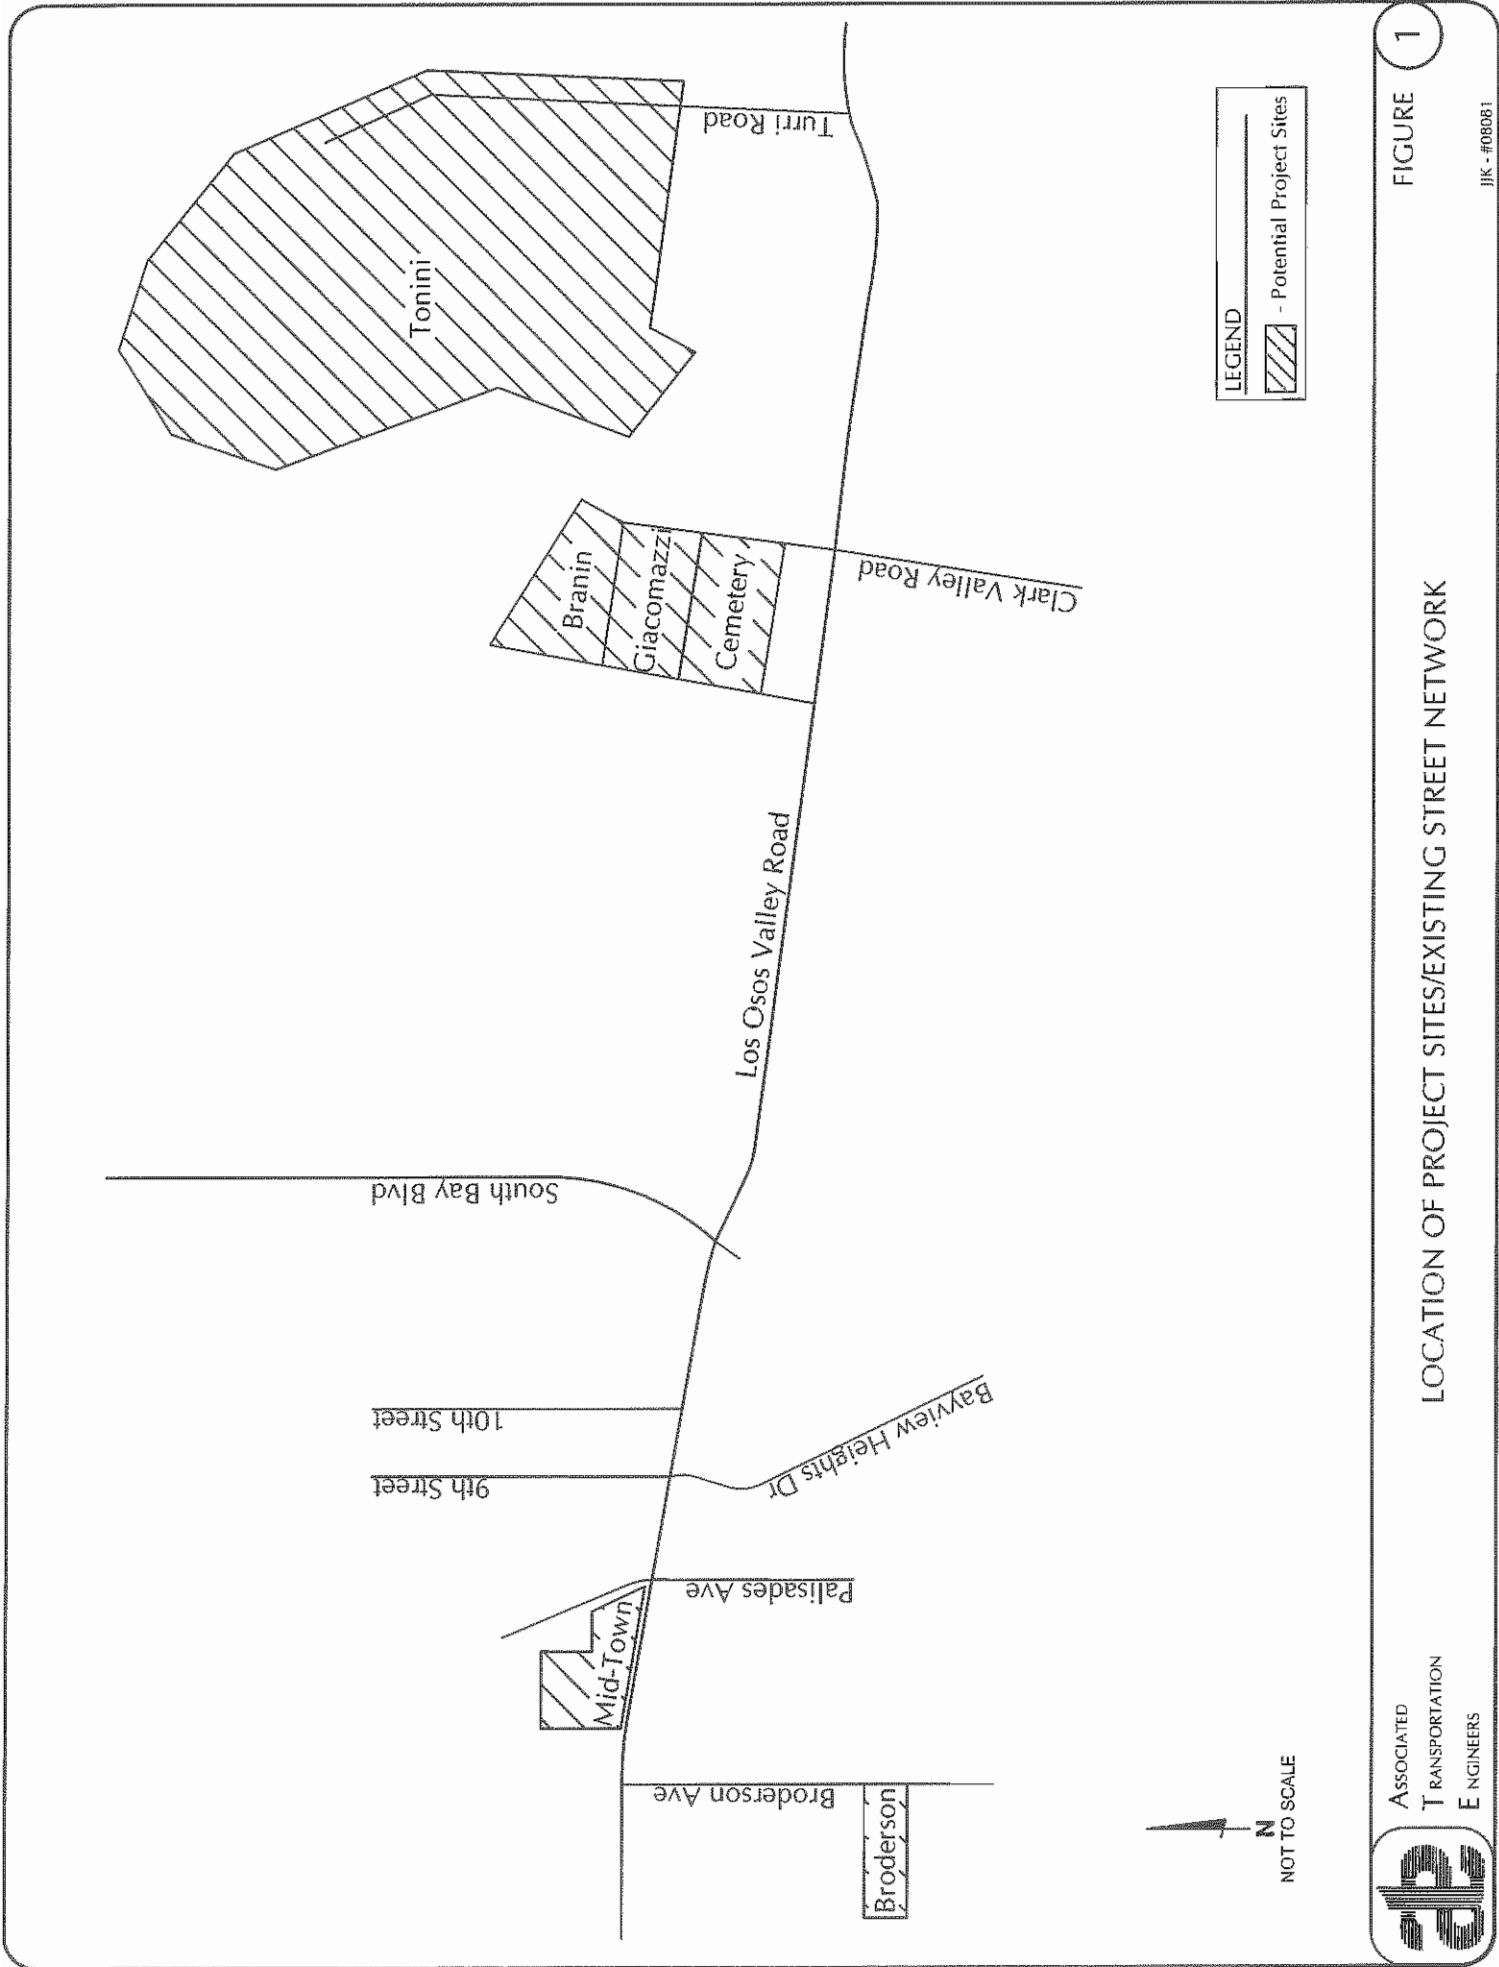 Tonini
Turri Road
Branin
Giacomazzi
Cemetery
Clark Valley Road
Los Osos Valley Road
South Bay Blvd
10th Street
9th Street
Bayview Heights Dr
Palisades Ave
Mid-Town
Broderson Ave
Broderson
N
NOT TO SCALE
LEGEND
- Potential Project Sites
ate
ASSOCIATED
TRANSPORTATION
ENGINEERS
LOCATION OF PROJECT SITES/EXISTING STREET NETWORK
FIGURE 1
JJK - #08081